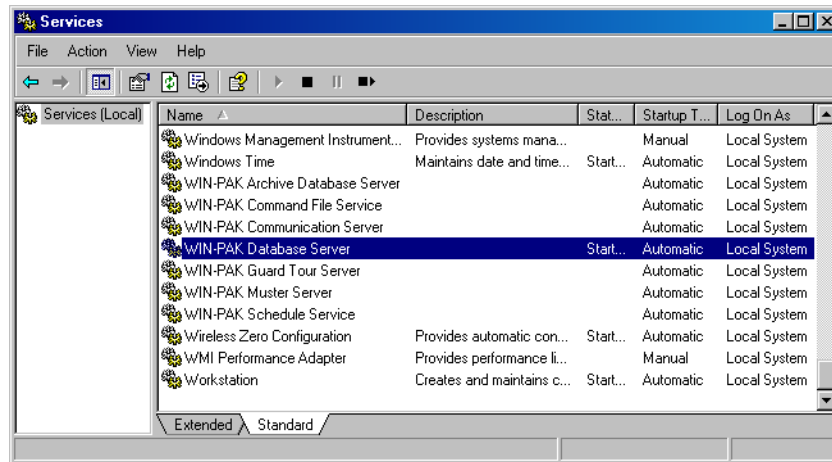 Services
File Action View Help
Services (Local)
Name Description Stat... Startup T... Log On As
Windows Management Instrument... Provides systems mana... Manual Local System
Windows Time Maintains date and time... Start... Automatic Local System
WIN-PAK Archive Database Server Automatic Local System
WIN-PAK Command File Service Automatic Local System
WIN-PAK Communication Server Automatic Local System
WIN-PAK Database Server Start... Automatic Local System
WIN-PAK Guard Tour Server Automatic Local System
WIN-PAK Muster Server Automatic Local System
WIN-PAK Schedule Service Automatic Local System
Wireless Zero Configuration Provides automatic con... Start... Automatic Local System
WMI Performance Adapter Provides performance li... Manual Local System
Workstation Creates and maintains c... Start... Automatic Local System
Extended Standard